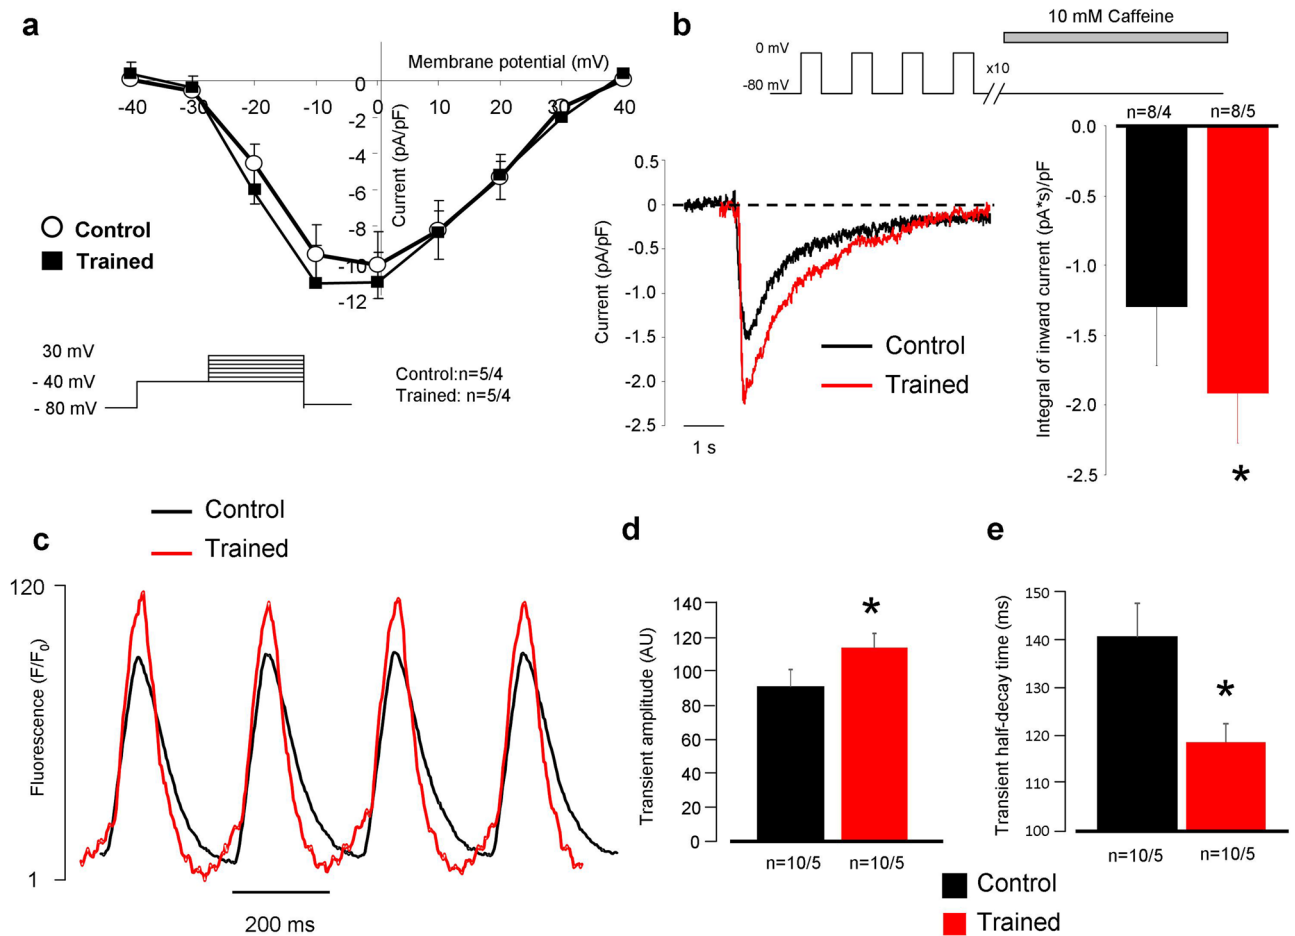 a
Membrane potential (mV)
-40 -30 -20 -10 0 10 20 30 40
0
-2
-4
-6
-8
-10
-12
Current (pA/pF)
Control
Trained
30 mV
- 40 mV
- 80 mV
Control:n=5/4
Trained: n=5/4
b
10 mM Caffeine
0 mV
-80 mV
x10
0.5
0
-0.5
-1.0
-1.5
-2.0
-2.5
Current (pA/pF)
Control
Trained
1 s
n=8/4 n=8/5
0.0
-0.5
-1.0
-1.5
-2.0
-2.5
Integral of inward current (pA*s)/pF
*
c
Control
Trained
120
1
Fluorescence (F/F0)
200 ms
d
140
120
100
80
60
40
20
0
Transient amplitude (AU)
*
n=10/5 n=10/5
e
150
140
130
120
110
100
Transient half-decay time (ms)
*
n=10/5 n=10/5
Control
Trained